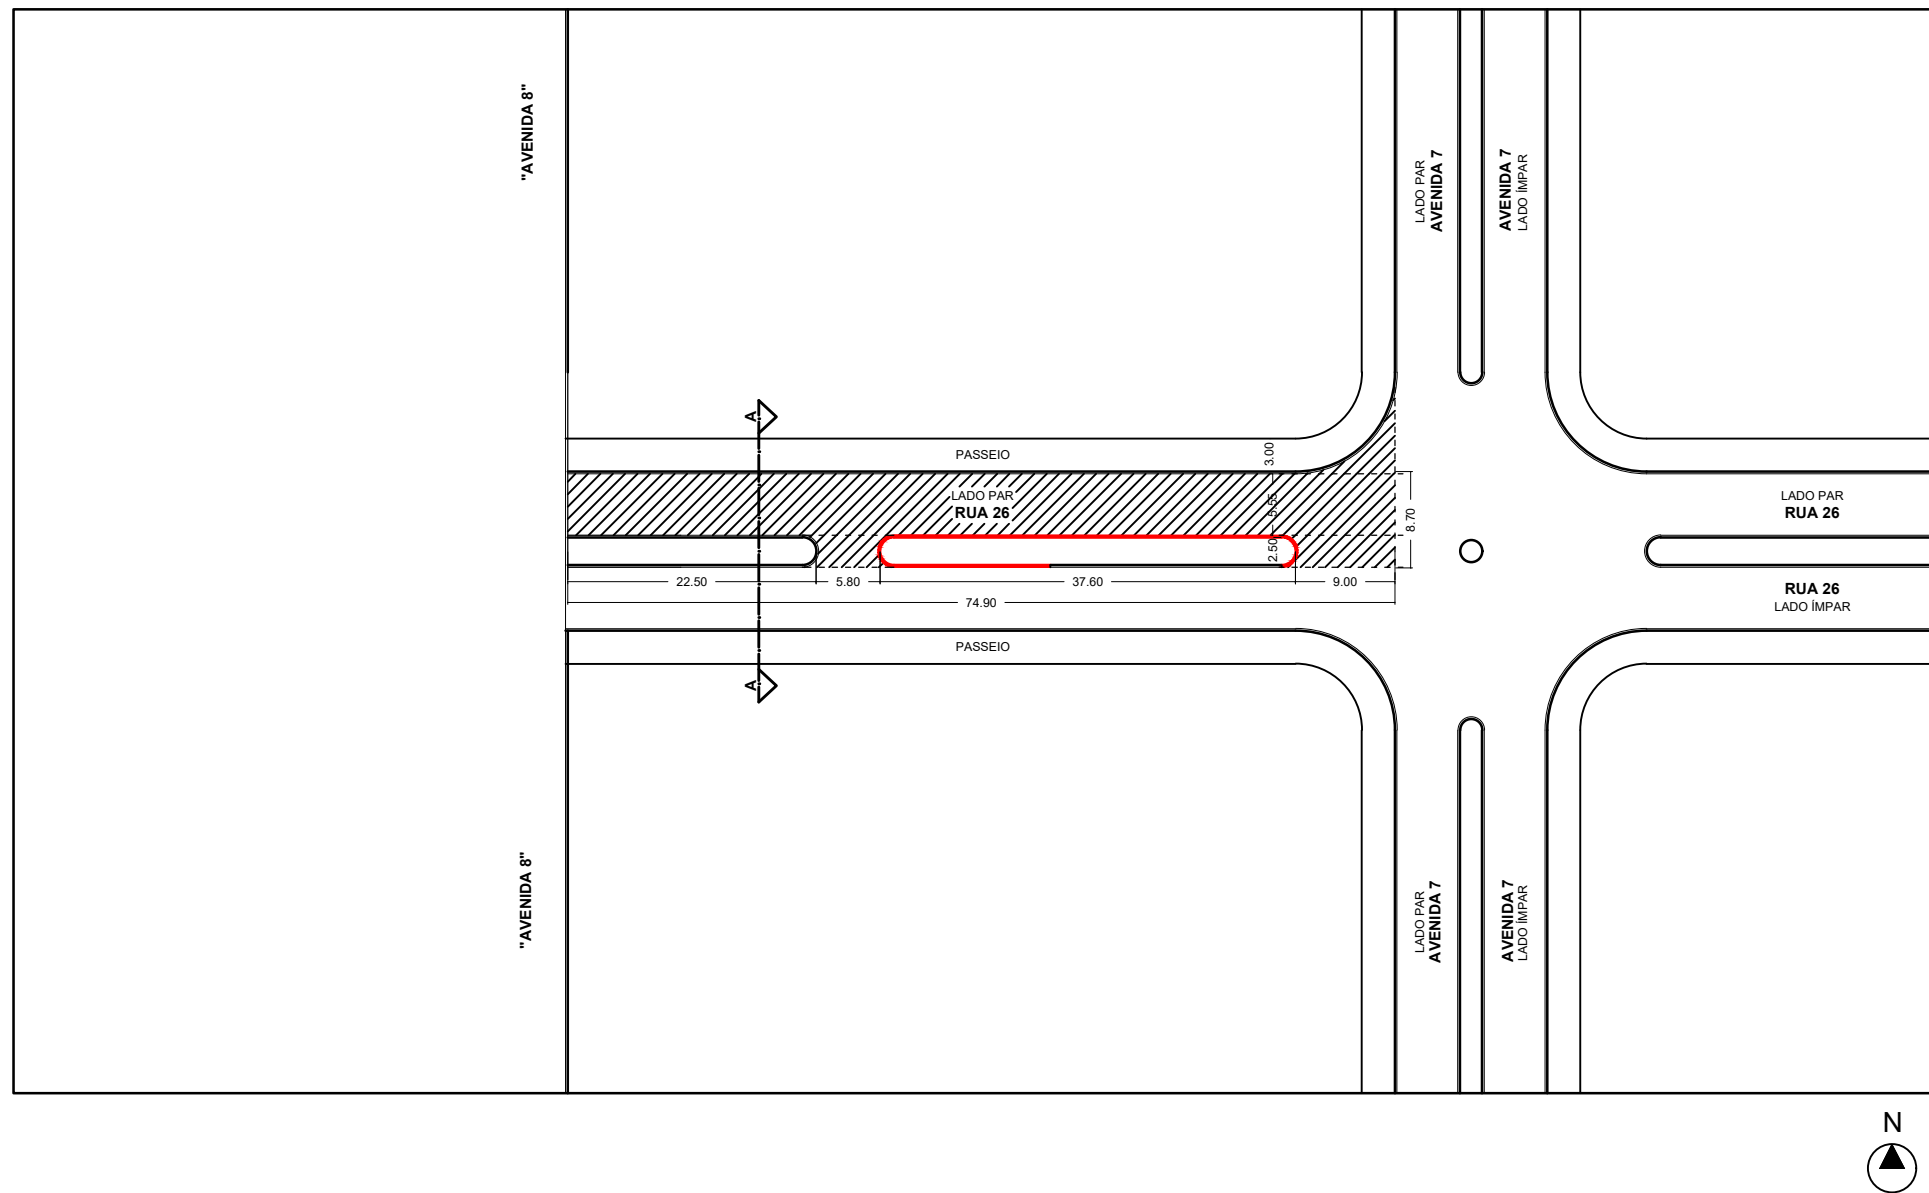 "AVENIDA 8"
LADO PAR
AVENIDA 7
AVENIDA 7
LADO ÍMPAR
A
PASSEIO
3.00
LADO PAR
RUA 26
5.55
8.70
2.50
LADO PAR
RUA 26
22.50
5.80
37.60
9.00
74.90
RUA 26
LADO ÍMPAR
PASSEIO
A
"AVENIDA 8"
LADO PAR
AVENIDA 7
AVENIDA 7
LADO ÍMPAR
N